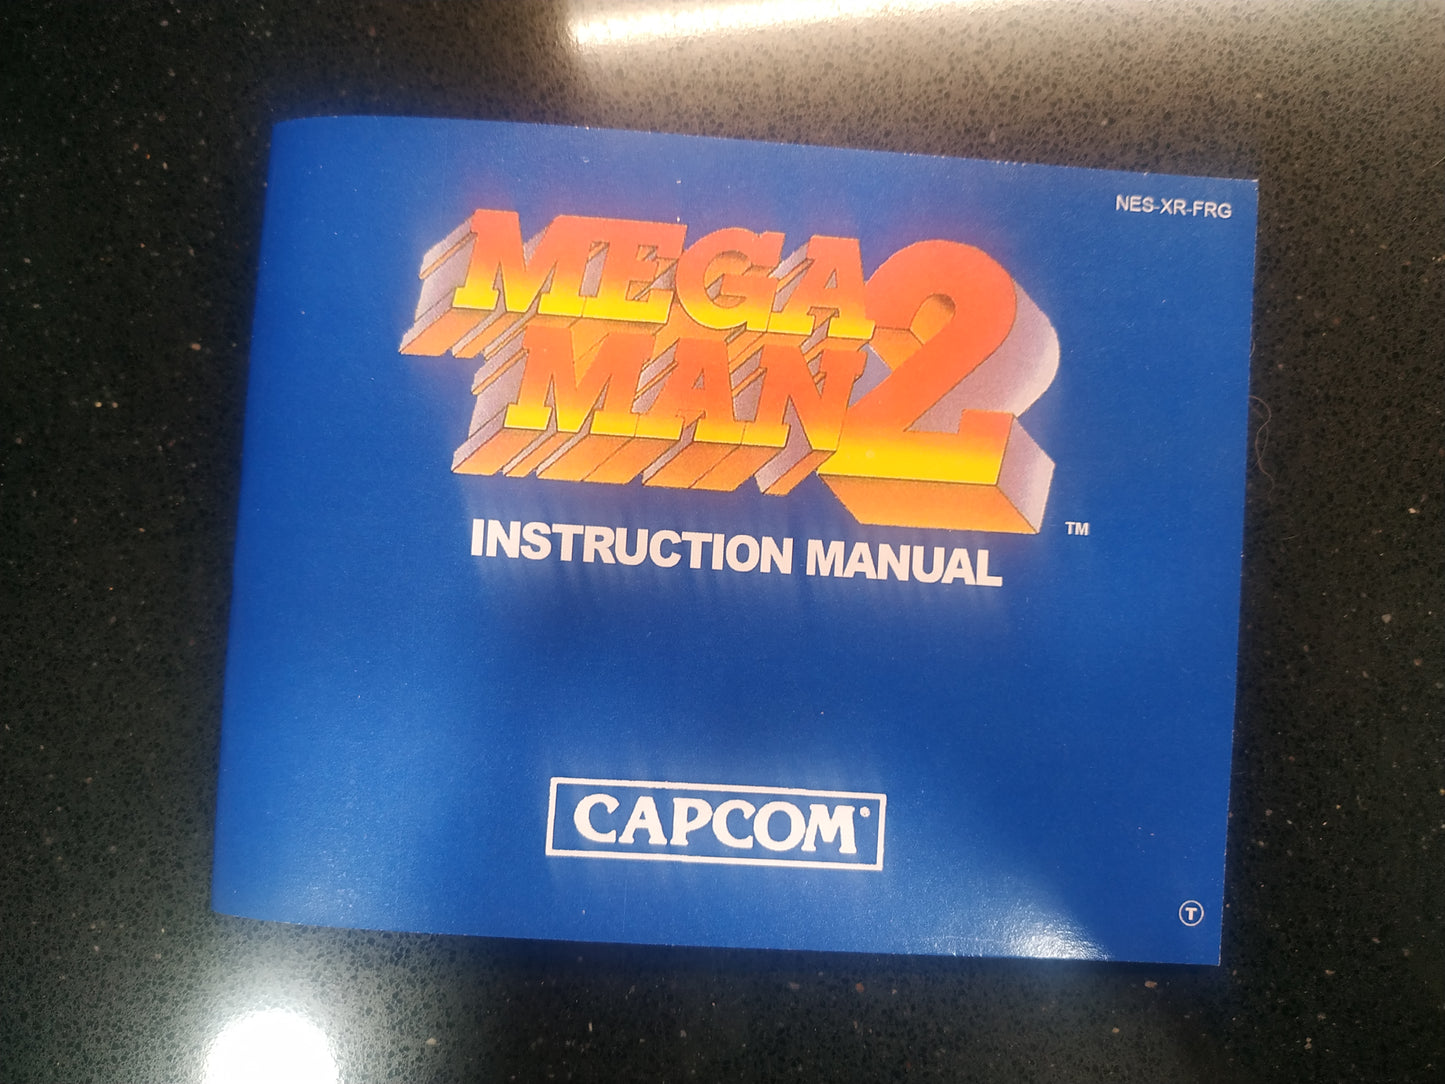 NES-XR-FRG
MEGA
MAN 2
TM
INSTRUCTION MANUAL
CAPCOM®
T